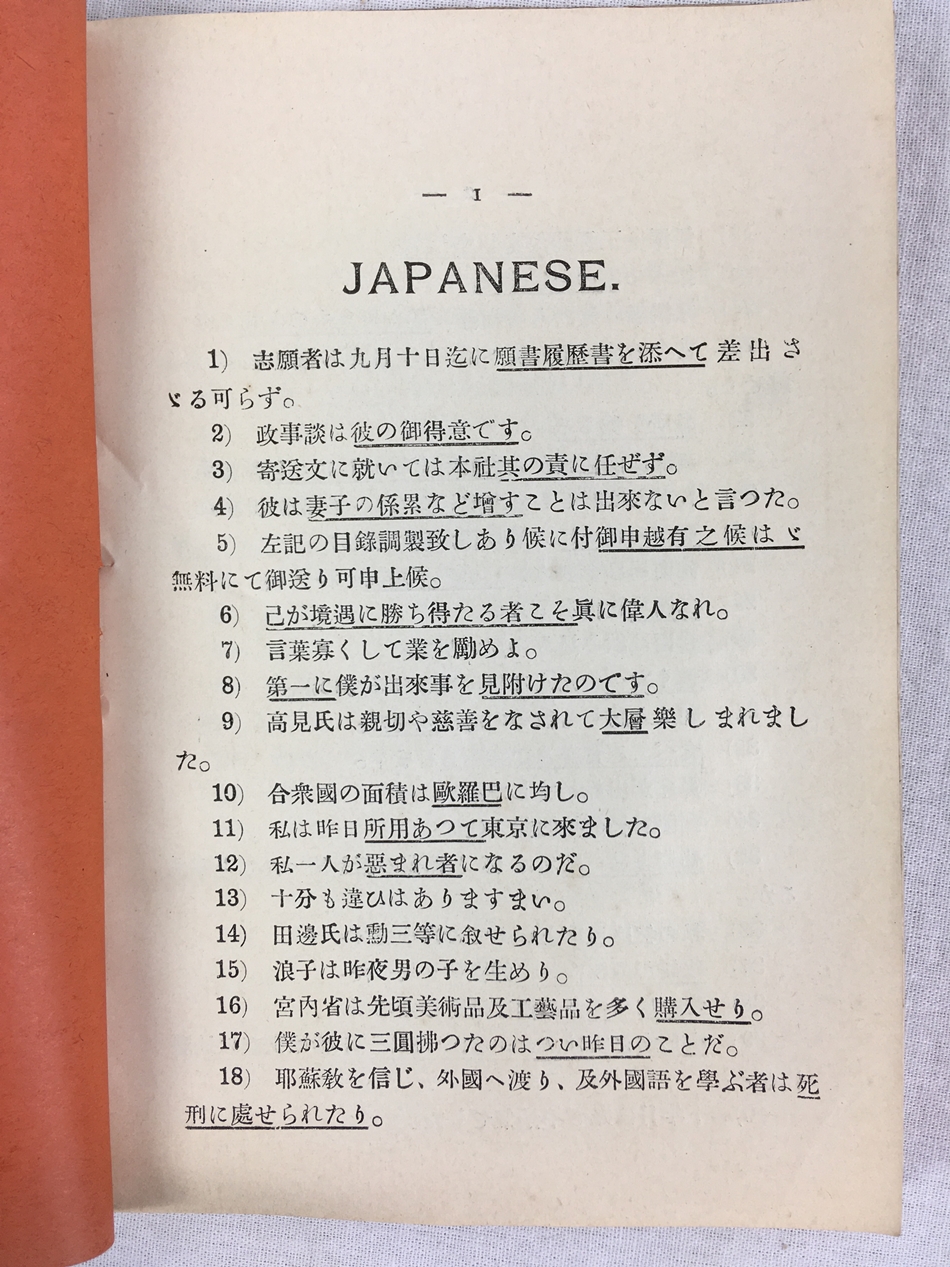 — 1 —
JAPANESE.
1) 志願者は九月十日迄に願書履歷書を添へて差出さ
ゞる可らず。
2) 政事談は彼の御得意です。
3) 寄送文に就いては本社其の責に任ぜず。
4) 彼は妻子の係累など增すことは出來ないと言つた。
5) 左記の目錄調製致しあり候に付御申越有之候はゞ
無料にて御送り可申上候。
6) 己が境遇に勝ち得たる者こそ眞に偉人なれ。
7) 言葉寡くして業を勵めよ。
8) 第一に僕が出來事を見附けたのです。
9) 高見氏は親切や慈善をなされて大層樂しまれまし
た。
10) 合衆國の面積は歐羅巴に均し。
11) 私は昨日所用あつて東京に來ました。
12) 私一人が惡まれ者になるのだ。
13) 十分も違ひはありますまい。
14) 田邊氏は勳三等に叙せられたり。
15) 浪子は昨夜男の子を生めり。
16) 宮內省は先頃美術品及工藝品を多く購入せり。
17) 僕が彼に三圓拂つたのはつい昨日のことだ。
18) 耶蘇敎を信じ、外國へ渡り、及外國語を學ぶ者は死
刑に處せられたり。